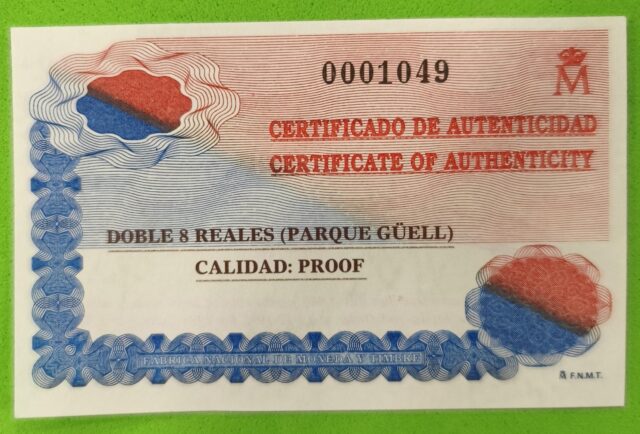 0001049
M
CERTIFICADO DE AUTENTICIDAD
CERTIFICATE OF AUTHENTICITY
DOBLE 8 REALES (PARQUE GÜELL)
CALIDAD: PROOF
FABRICA NACIONAL DE MONEDA Y TIMBRE
F.N.M.T.